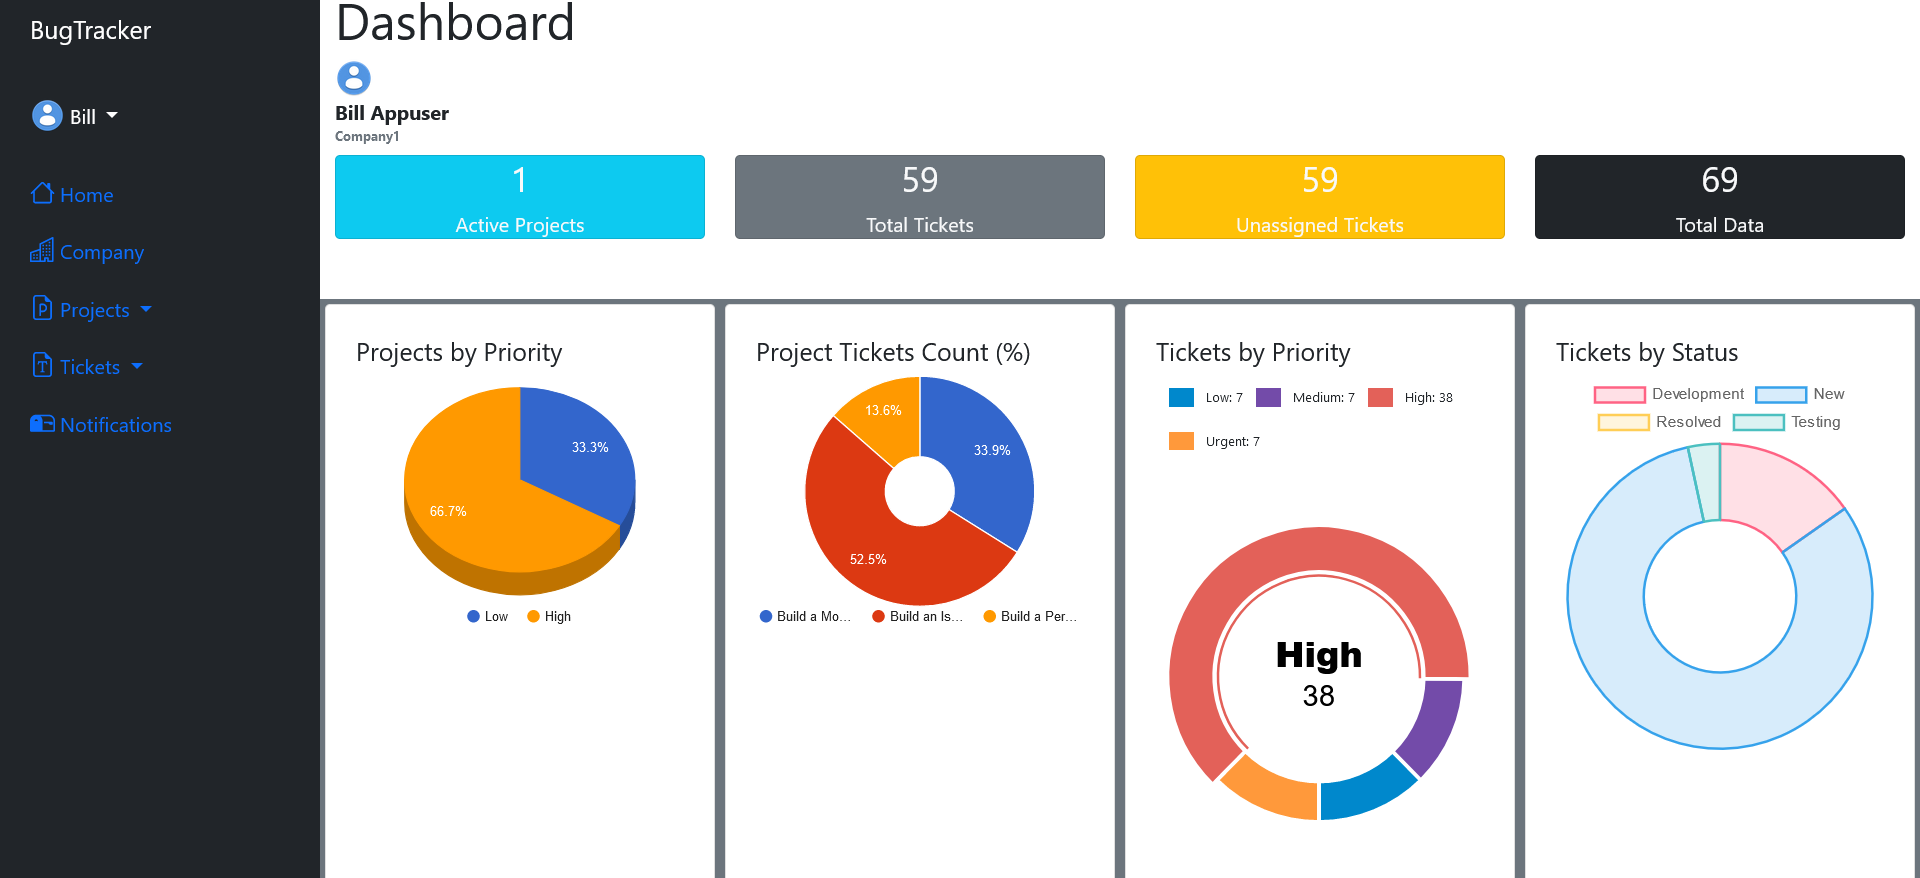 BugTracker
Bill
Home
Company
Projects
Tickets
Notifications
Dashboard
Bill Appuser
Company1
1
Active Projects
59
Total Tickets
59
Unassigned Tickets
69
Total Data
Projects by Priority
33.3%
66.7%
Low High
Project Tickets Count (%)
13.6%
33.9%
52.5%
Build a Mo... Build an Is... Build a Per...
Tickets by Priority
Low: 7 Medium: 7 High: 38
Urgent: 7
High
38
Tickets by Status
Development New
Resolved Testing